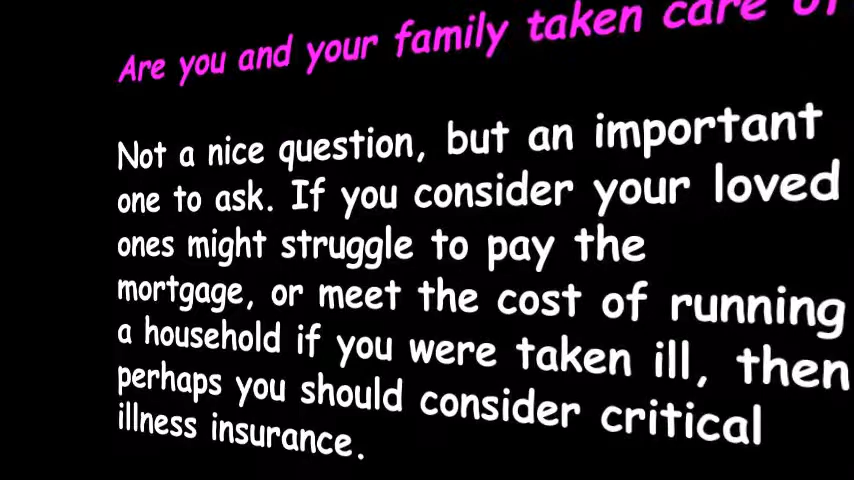 Are you and your family taken care of
Not a nice question, but an important
one to ask. If you consider your loved
ones might struggle to pay the
mortgage, or meet the cost of running
a household if you were taken ill, then
perhaps you should consider critical
illness insurance.